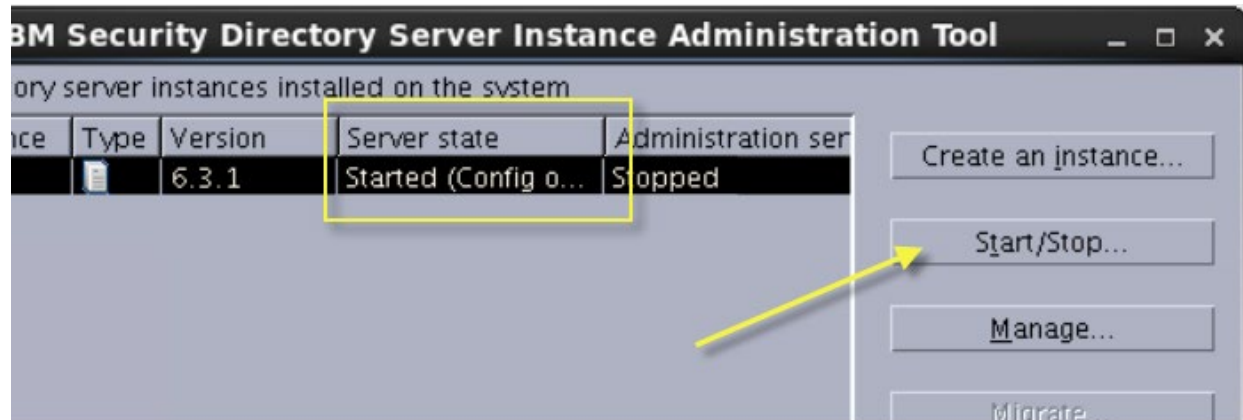 BM Security Directory Server Instance Administration Tool
ory server instances installed on the system
nce Type Version Server state Administration ser
6.3.1 Started (Config o... Stopped
Create an instance...
Start/Stop...
Manage...
Migrate...